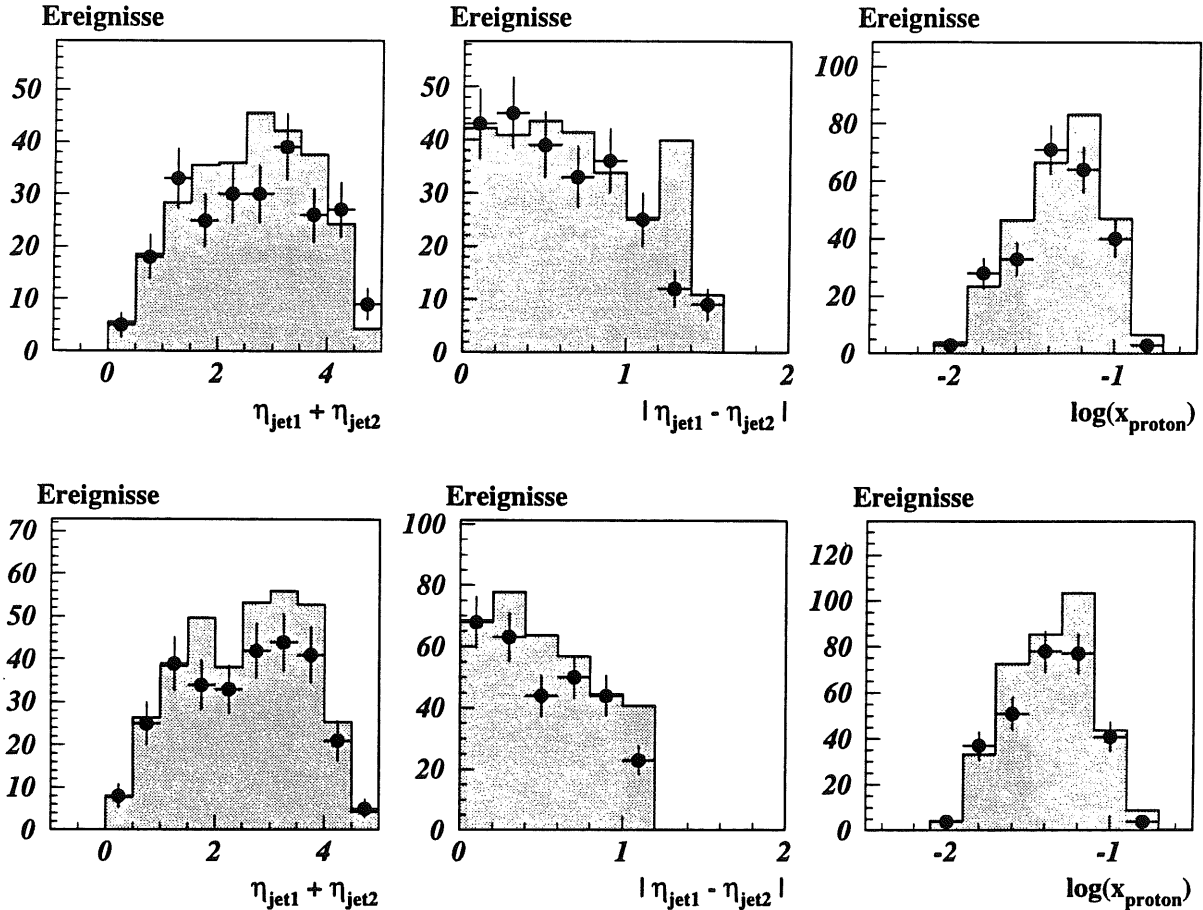 Ereignisse
50
40
30
20
10
0
0 2 4
η_jet1 + η_jet2
Ereignisse
50
40
30
20
10
0
0 1 2
| η_jet1 - η_jet2 |
Ereignisse
100
80
60
40
20
0
-2 -1
log(x_proton)
Ereignisse
70
60
50
40
30
20
10
0
0 2 4
η_jet1 + η_jet2
Ereignisse
100
80
60
40
20
0
0 1 2
| η_jet1 - η_jet2 |
Ereignisse
120
100
80
60
40
20
0
-2 -1
log(x_proton)